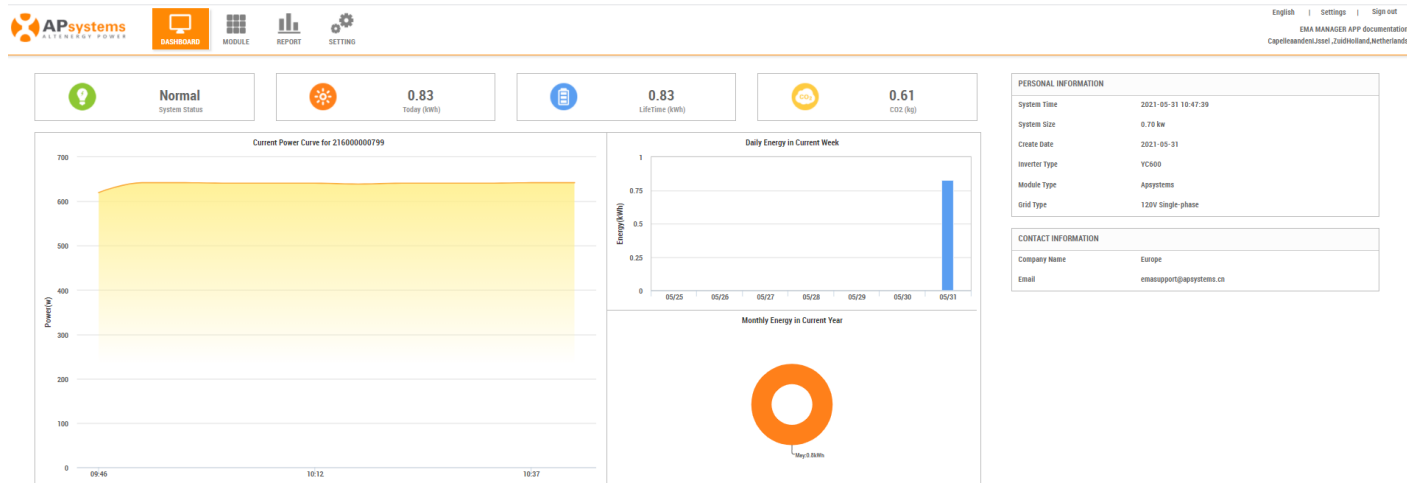 English | Settings | Sign out
APsystems
ALTENERGY POWER
DASHBOARD
MODULE
REPORT
SETTING
EMA MANAGER APP documentation
CapelleaandenIJssel ,ZuidHolland,Netherlands
Normal
System Status
0.83
Today (kWh)
0.83
LifeTime (kWh)
CO₂
0.61
CO2 (kg)
Current Power Curve for 216000000799
Power(w)
700
600
500
400
300
200
100
0
09:46
10:12
10:37
Daily Energy in Current Week
Energy(kWh)
1
0.75
0.5
0.25
0
05/25
05/26
05/27
05/28
05/29
05/30
05/31
Monthly Energy in Current Year
May:0.8kWh
PERSONAL INFORMATION
System Time 2021-05-31 10:47:39
System Size 0.70 kw
Create Date 2021-05-31
Inverter Type YC600
Module Type Apsystems
Grid Type 120V Single-phase
CONTACT INFORMATION
Company Name Europe
Email emasupport@apsystems.cn